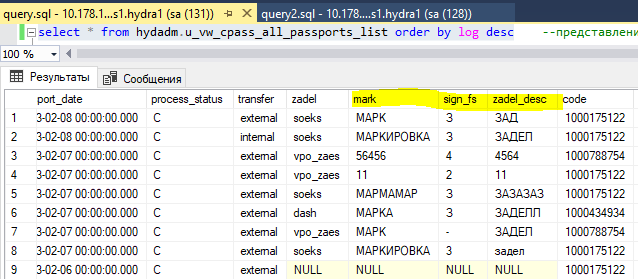 query.sql - 10.178.1...s1.hydra1 (sa (131)) query2.sql - 10.178....s1.hydra1 (sa (128))
select * from hydadm.u_vw_cpass_all_passports_list order by log desc --представлени
100 %
Результаты Сообщения
port_date process_status transfer zadel mark sign_fs zadel_desc code
1 3-02-08 00:00:00.000 C external soeks МАРК З ЗАД 1000175122
2 3-02-08 00:00:00.000 C internal soeks МАРКИРОВКА З ЗАДЕЛ 1000175122
3 3-02-07 00:00:00.000 C external vpo_zaes 56456 4 4564 1000788754
4 3-02-07 00:00:00.000 C external vpo_zaes 11 2 11 1000175122
5 3-02-07 00:00:00.000 C external soeks МАРМАМАР З ЗАЗАЗАЗ 1000175122
6 3-02-07 00:00:00.000 C external dash МАРКА З ЗАДЕЛЛ 1000434934
7 3-02-07 00:00:00.000 C external vpo_zaes МАРК - ЗАДЕЛ 1000788754
8 3-02-07 00:00:00.000 C external soeks МАРКИРОВКА З задел 1000175122
9 3-02-06 00:00:00.000 C external NULL NULL NULL NULL 1000175122